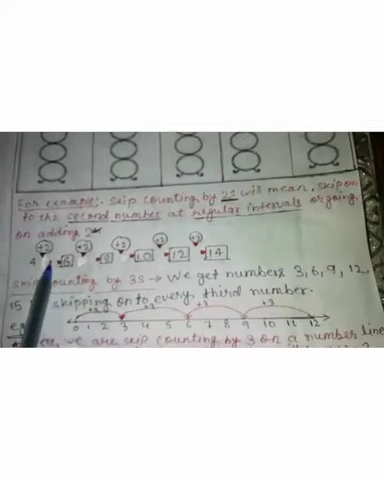 For example:- Skip counting by 2s will mean, skip on
to the second number at regular intervals or going
on adding 2
+2 +2 +2 +2 +2
4 6 8 10 12 14
skip counting by 3s → We get numbers 3, 6, 9, 12,
15 skipping on to every third number.
+3 +3 +3
0 1 2 3 4 5 6 7 8 9 10 11 12
we are skip counting by 3 on a number line